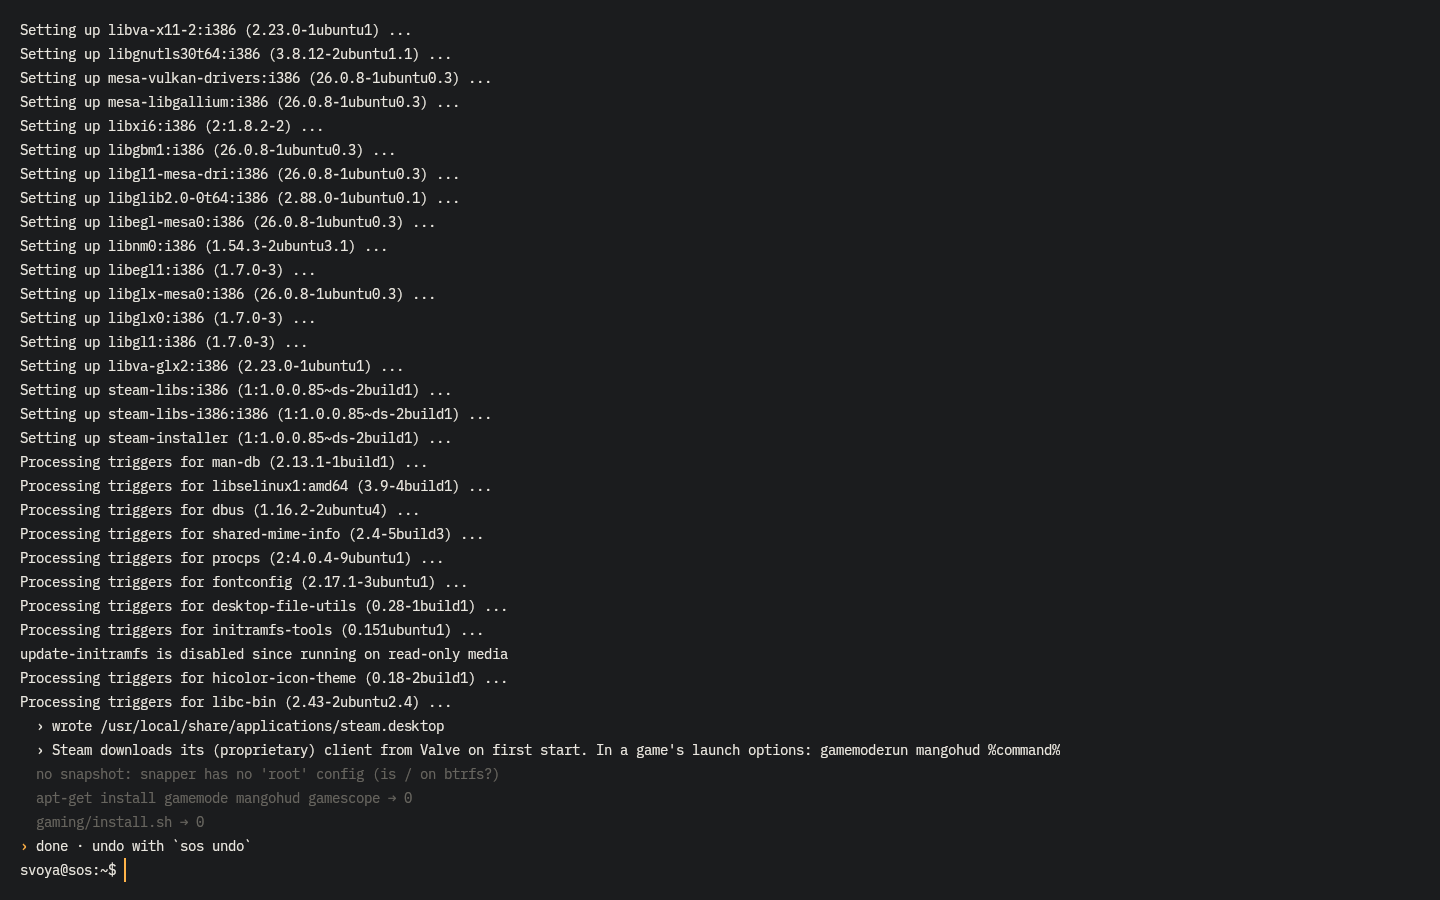 Setting up libva-x11-2:i386 (2.23.0-1ubuntu1) ...
Setting up libgnutls30t64:i386 (3.8.12-2ubuntu1.1) ...
Setting up mesa-vulkan-drivers:i386 (26.0.8-1ubuntu0.3) ...
Setting up mesa-libgallium:i386 (26.0.8-1ubuntu0.3) ...
Setting up libxi6:i386 (2:1.8.2-2) ...
Setting up libgbm1:i386 (26.0.8-1ubuntu0.3) ...
Setting up libgl1-mesa-dri:i386 (26.0.8-1ubuntu0.3) ...
Setting up libglib2.0-0t64:i386 (2.88.0-1ubuntu0.1) ...
Setting up libegl-mesa0:i386 (26.0.8-1ubuntu0.3) ...
Setting up libnm0:i386 (1.54.3-2ubuntu3.1) ...
Setting up libegl1:i386 (1.7.0-3) ...
Setting up libglx-mesa0:i386 (26.0.8-1ubuntu0.3) ...
Setting up libglx0:i386 (1.7.0-3) ...
Setting up libgl1:i386 (1.7.0-3) ...
Setting up libva-glx2:i386 (2.23.0-1ubuntu1) ...
Setting up steam-libs:i386 (1:1.0.0.85~ds-2build1) ...
Setting up steam-libs-i386:i386 (1:1.0.0.85~ds-2build1) ...
Setting up steam-installer (1:1.0.0.85~ds-2build1) ...
Processing triggers for man-db (2.13.1-1build1) ...
Processing triggers for libselinux1:amd64 (3.9-4build1) ...
Processing triggers for dbus (1.16.2-2ubuntu4) ...
Processing triggers for shared-mime-info (2.4-5build3) ...
Processing triggers for procps (2:4.0.4-9ubuntu1) ...
Processing triggers for fontconfig (2.17.1-3ubuntu1) ...
Processing triggers for desktop-file-utils (0.28-1build1) ...
Processing triggers for initramfs-tools (0.151ubuntu1) ...
update-initramfs is disabled since running on read-only media
Processing triggers for hicolor-icon-theme (0.18-2build1) ...
Processing triggers for libc-bin (2.43-2ubuntu2.4) ...
› wrote /usr/local/share/applications/steam.desktop
› Steam downloads its (proprietary) client from Valve on first start. In a game's launch options: gamemoderun mangohud %command%
no snapshot: snapper has no 'root' config (is / on btrfs?)
apt-get install gamemode mangohud gamescope → 0
gaming/install.sh → 0
› done · undo with `sos undo`
svoya@sos:~$